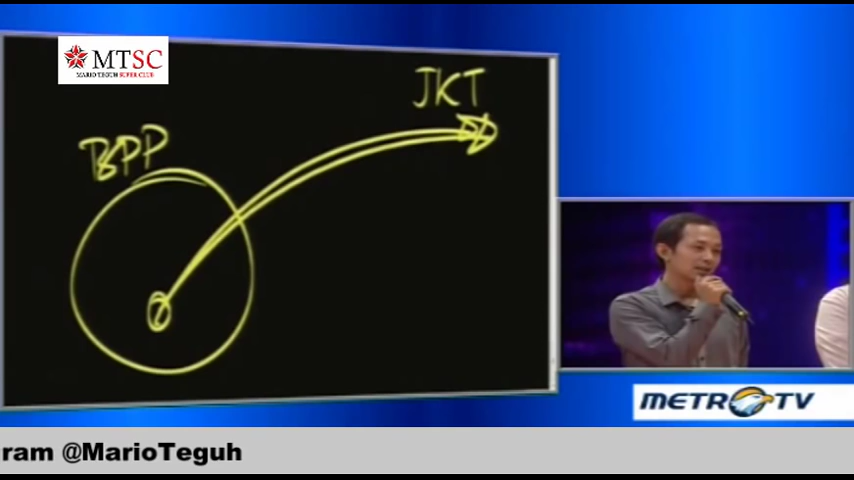 MTSC
MARIO TEGUH SUPER CLUB
JKT
BPP
METRO TV
ram @MarioTeguh